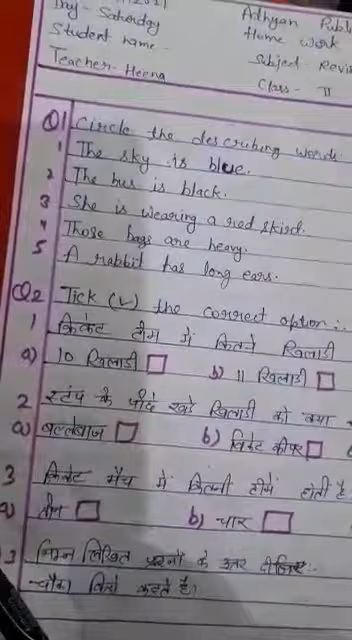 Day- Saturday
Adhyan Publ
Student name -
Home Work
Teacher- Heena
Subject Revis
Class- II
Q1 Circle the describing words.
1 The sky is blue.
2 The bus is black.
3 She is wearing a red skirt.
4 Those bags are heavy.
5 A rabbit has long ears.
Q2 Tick (✓) the correct option:-
1 क्रिकेट टीम में कितने खिलाडी
a) 10 खिलाडी b) 11 खिलाडी
2 स्टंप के पीछे खडे खिलाडी को क्या
a) बल्लेबाज b) विकेट कीपर
3 क्रिकेट मैच में कितनी टीमें होती है
a) तीन b) चार
3 निम्न लिखित प्रश्नों के उत्तर दीजिए:-
चौका किसे कहते है।